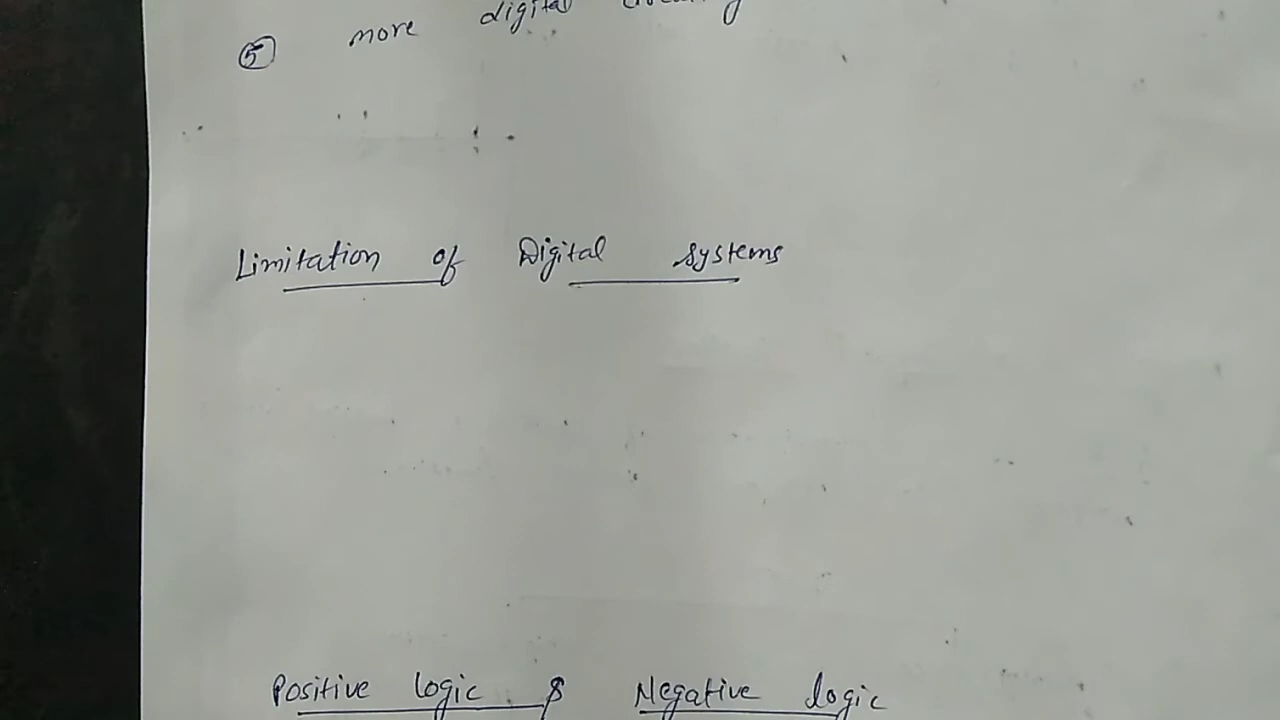 ⑤ more digital
Limitation of Digital systems
Positive logic & Negative logic